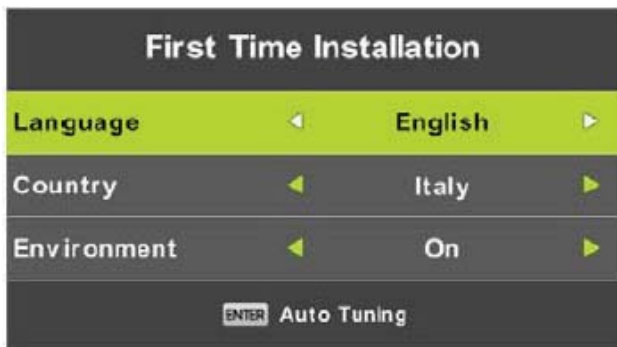 First Time Installation
Language English
Country Italy
Environment On
ENTER Auto Tuning